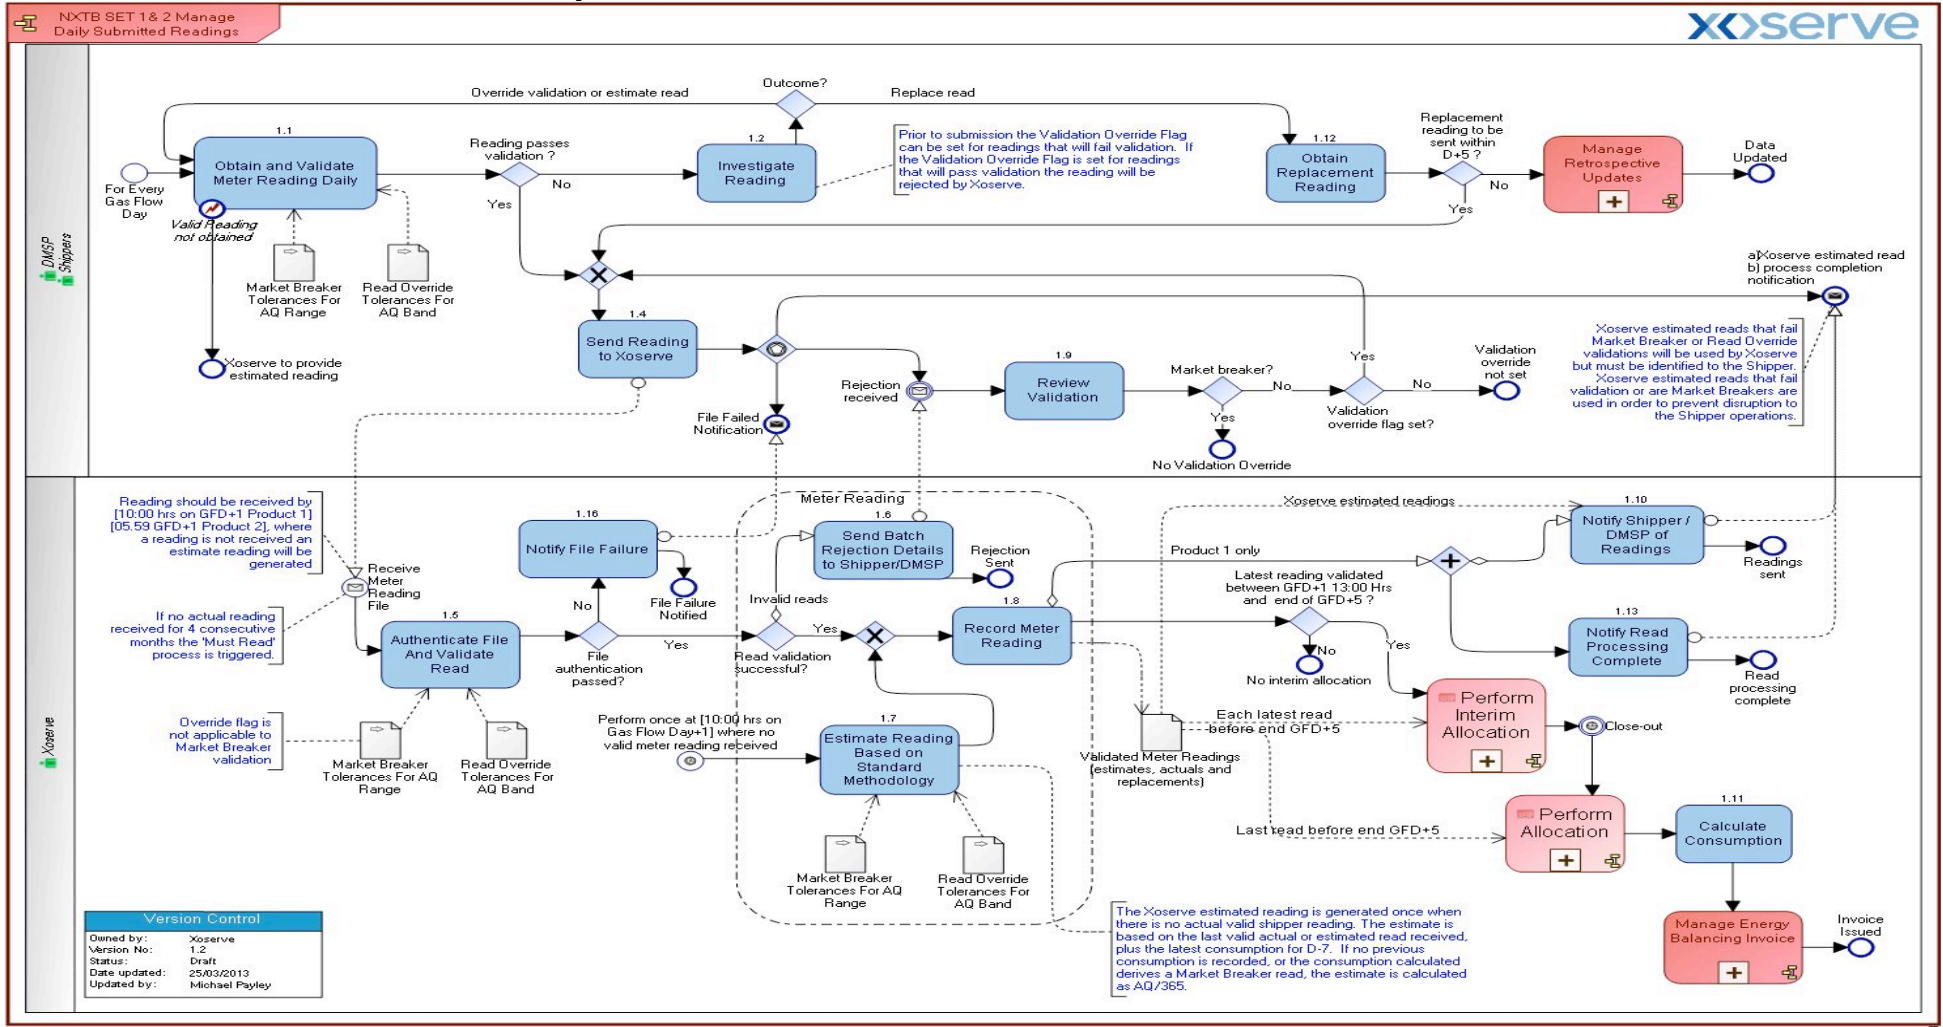 NXTB SET 1 & 2 Manage
Daily Submitted Readings
xoserve
DMSP
Shippers
Outcome?
Override validation or estimate read
Replace read
1.1
Obtain and Validate
Meter Reading Daily
For Every
Gas Flow
Day
Valid Reading
not obtained
Reading passes
validation ?
No
Yes
1.2
Investigate
Reading
Prior to submission the Validation Override Flag
can be set for readings that will fail validation. If
the Validation Override Flag is set for readings
that will pass validation the reading will be
rejected by Xoserve.
1.12
Obtain
Replacement
Reading
Replacement
reading to be
sent within
D+5 ?
No
Yes
Manage
Retrospective
Updates
Data
Updated
Market Breaker
Tolerances For
AQ Range
Read Override
Tolerances For
AQ Band
Xoserve to provide
estimated reading
1.4
Send Reading
to Xoserve
File Failed
Notification
Rejection
received
1.9
Review
Validation
Market breaker?
No
Yes
No Validation Override
Yes
No
Validation
override flag set?
Validation
override
not set
a)Xoserve estimated read
b) process completion
notification
Xoserve estimated reads that fail
Market Breaker or Read Override
validations will be used by Xoserve
but must be identified to the Shipper.
Xoserve estimated reads that fail
validation or are Market Breakers are
used in order to prevent disruption to
the Shipper operations.
Xoserve
Reading should be received by
[10:00 hrs on GFD+1 Product 1]
[05.59 GFD+1 Product 2], where
a reading is not received an
estimate reading will be
generated
Receive
Meter
Reading
File
If no actual reading
received for 4 consecutive
months the 'Must Read'
process is triggered.
1.5
Authenticate File
And Validate
Read
Override flag is
not applicable to
Market Breaker
validation
Market Breaker
Tolerances For AQ
Range
Read Override
Tolerances For
AQ Band
1.16
Notify File Failure
File Failure
Notified
No
File
authentication
passed?
Yes
Meter Reading
1.6
Send Batch
Rejection Details
to Shipper/DMSP
Rejection
Sent
Invalid reads
Yes
Read validation
successful?
1.8
Record Meter
Reading
Perform once at [10:00 hrs on
Gas Flow Day+1] where no
valid meter reading received
1.7
Estimate Reading
Based on
Standard
Methodology
Market Breaker
Tolerances For AQ
Range
Read Override
Tolerances For
AQ Band
Xoserve estimated readings
Product 1 only
Latest reading validated
between GFD+1 13:00 Hrs
and end of GFD+5 ?
No
Yes
No interim allocation
1.10
Notify Shipper /
DMSP of
Readings
Readings
sent
1.13
Notify Read
Processing
Complete
Read
processing
complete
Validated Meter Readings
(estimates, actuals and
replacements)
Each latest read
before end GFD+5
Perform
Interim
Allocation
Close-out
Last read before end GFD+5
Perform
Allocation
1.11
Calculate
Consumption
Manage Energy
Balancing Invoice
Invoice
Issued
The Xoserve estimated reading is generated once when
there is no actual valid shipper reading. The estimate is
based on the last valid actual or estimated read received,
plus the latest consumption for D-7. If no previous
consumption is recorded, or the consumption calculated
derives a Market Breaker read, the estimate is calculated
as AQ/365.
Version Control
Owned by: Xoserve
Version No: 1.2
Status: Draft
Date updated: 25/03/2013
Updated by: Michael Payley